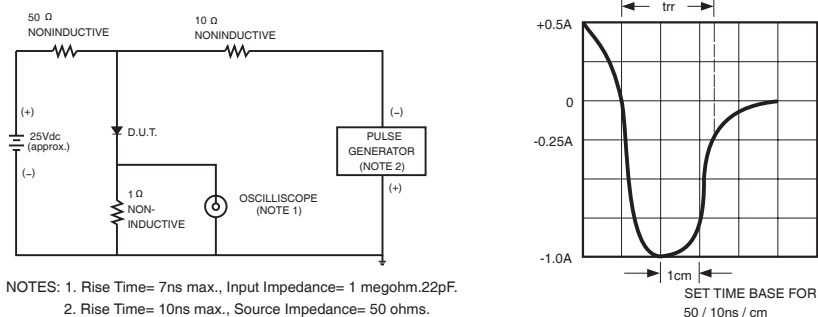 50 Ω
NONINDUCTIVE
10 Ω
NONINDUCTIVE
(+)
25Vdc
(approx.)
(−)
D.U.T.
1 Ω
NON-
INDUCTIVE
OSCILLISCOPE
(NOTE 1)
(−)
PULSE
GENERATOR
(NOTE 2)
(+)
NOTES: 1. Rise Time= 7ns max., Input Impedance= 1 megohm.22pF.
2. Rise Time= 10ns max., Source Impedance= 50 ohms.
trr
+0.5A
0
-0.25A
-1.0A
1cm
SET TIME BASE FOR
50 / 10ns / cm